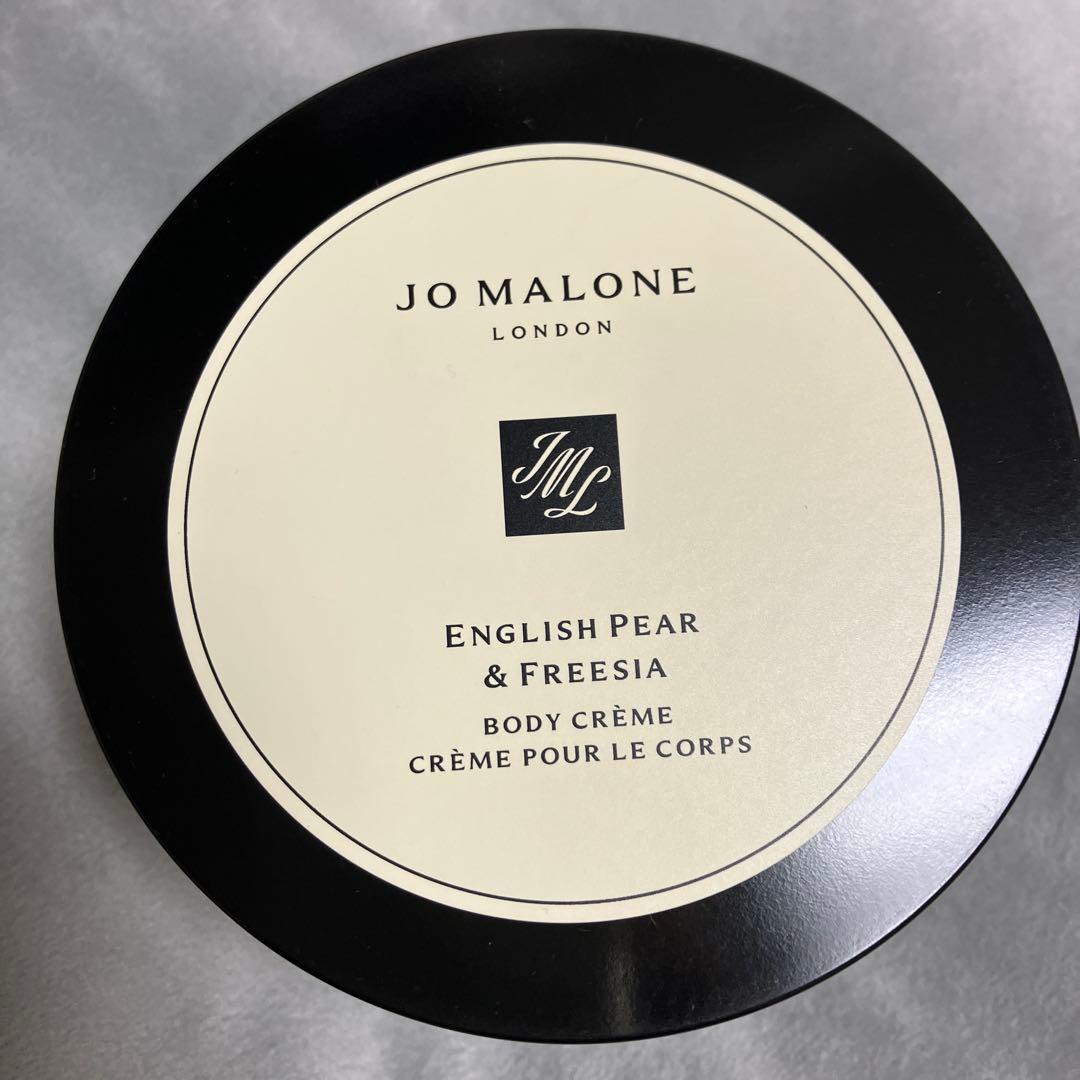 JO MALONE
LONDON
JML
ENGLISH PEAR
& FREESIA
BODY CRÈME
CRÈME POUR LE CORPS